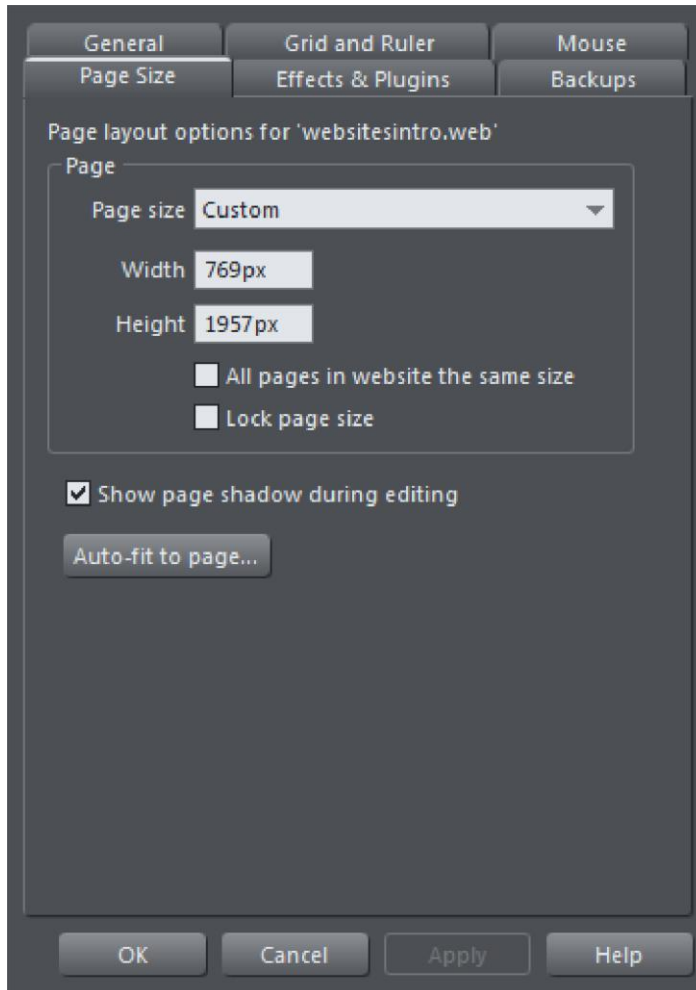 General Grid and Ruler Mouse
Page Size Effects & Plugins Backups
Page layout options for 'websitesintro.web'
Page
Page size Custom
Width 769px
Height 1957px
All pages in website the same size
Lock page size
Show page shadow during editing
Auto-fit to page...
OK Cancel Apply Help